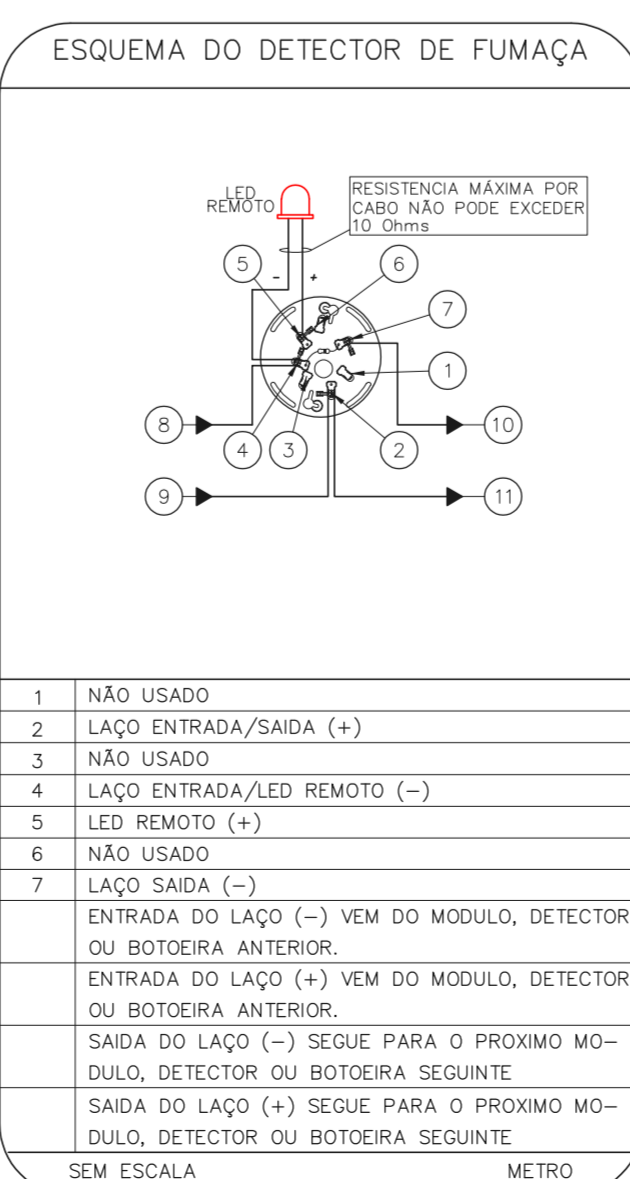 ESQUEMA DO DETECTOR DE FUMAÇA
LED
REMOTO
RESISTENCIA MÁXIMA POR
CABO NÃO PODE EXCEDER
10 Ohms
5
6
- +
7
1
8
10
4
3
2
9
11
1 NÃO USADO
2 LAÇO ENTRADA/SAIDA (+)
3 NÃO USADO
4 LAÇO ENTRADA/LED REMOTO (−)
5 LED REMOTO (+)
6 NÃO USADO
7 LAÇO SAIDA (−)
ENTRADA DO LAÇO (−) VEM DO MODULO, DETECTOR
OU BOTOEIRA ANTERIOR.
ENTRADA DO LAÇO (+) VEM DO MODULO, DETECTOR
OU BOTOEIRA ANTERIOR.
SAIDA DO LAÇO (−) SEGUE PARA O PROXIMO MO−
DULO, DETECTOR OU BOTOEIRA SEGUINTE
SAIDA DO LAÇO (+) SEGUE PARA O PROXIMO MO−
DULO, DETECTOR OU BOTOEIRA SEGUINTE
SEM ESCALA METRO